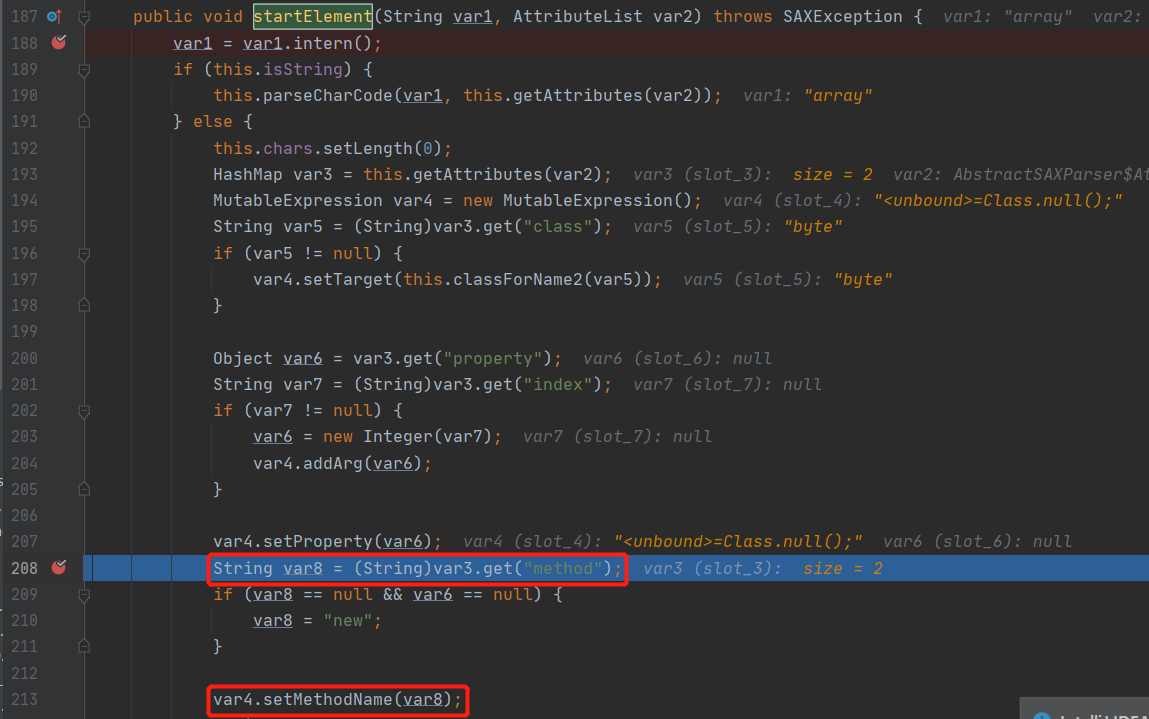 187 public void startElement(String var1, AttributeList var2) throws SAXException { var1: "array" var2:
188 var1 = var1.intern();
189 if (this.isString) {
190 this.parseCharCode(var1, this.getAttributes(var2)); var1: "array"
191 } else {
192 this.chars.setLength(0);
193 HashMap var3 = this.getAttributes(var2); var3 (slot_3): size = 2 var2: AbstractSAXParser$At
194 MutableExpression var4 = new MutableExpression(); var4 (slot_4): "<unbound>=Class.null();"
195 String var5 = (String)var3.get("class"); var5 (slot_5): "byte"
196 if (var5 != null) {
197 var4.setTarget(this.classForName2(var5)); var5 (slot_5): "byte"
198 }
199
200 Object var6 = var3.get("property"); var6 (slot_6): null
201 String var7 = (String)var3.get("index"); var7 (slot_7): null
202 if (var7 != null) {
203 var6 = new Integer(var7); var7 (slot_7): null
204 var4.addArg(var6);
205 }
206
207 var4.setProperty(var6); var4 (slot_4): "<unbound>=Class.null();" var6 (slot_6): null
208 String var8 = (String)var3.get("method"); var3 (slot_3): size = 2
209 if (var8 == null && var6 == null) {
210 var8 = "new";
211 }
212
213 var4.setMethodName(var8);